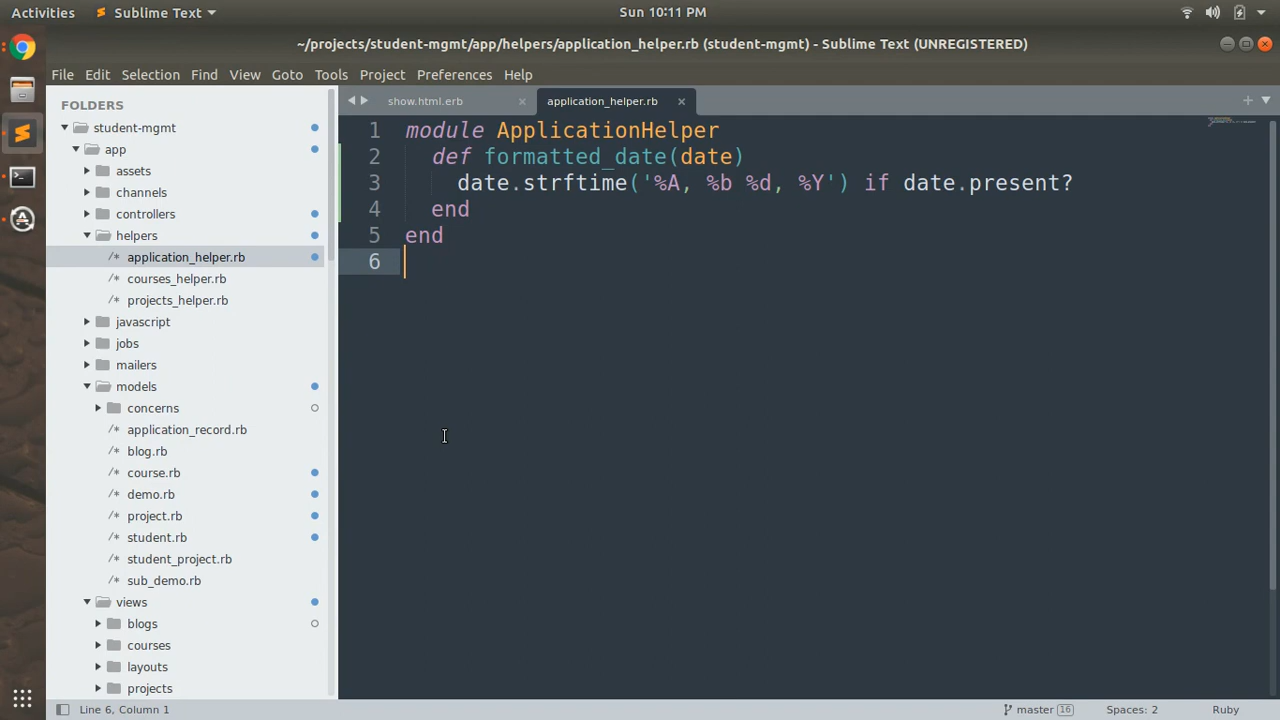 Activities
Sublime Text
Sun 10:11 PM
~/projects/student-mgmt/app/helpers/application_helper.rb (student-mgmt) - Sublime Text (UNREGISTERED)
File Edit Selection Find View Goto Tools Project Preferences Help
FOLDERS
student-mgmt
app
assets
channels
controllers
helpers
application_helper.rb
courses_helper.rb
projects_helper.rb
javascript
jobs
mailers
models
concerns
application_record.rb
blog.rb
course.rb
demo.rb
project.rb
student.rb
student_project.rb
sub_demo.rb
views
blogs
courses
layouts
projects
show.html.erb
application_helper.rb
1 module ApplicationHelper
2 def formatted_date(date)
3 date.strftime('%A, %b %d, %Y') if date.present?
4 end
5 end
6
Line 6, Column 1
master 16
Spaces: 2
Ruby